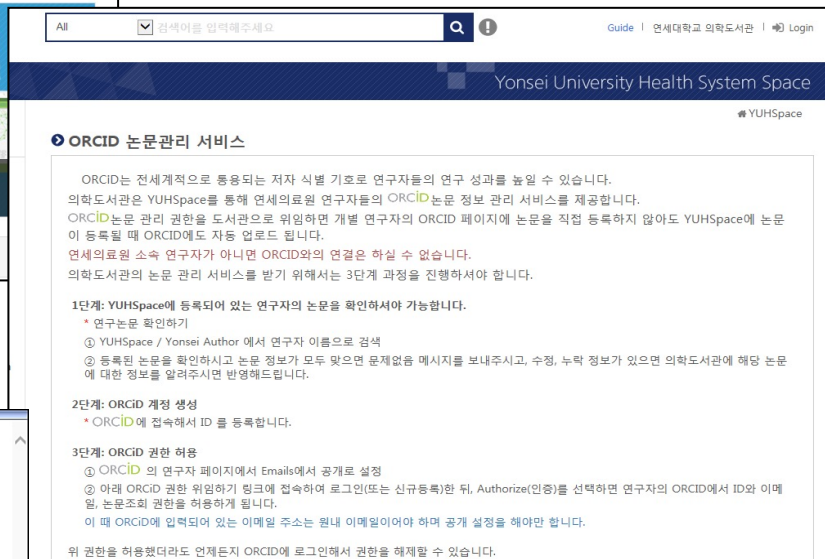 All 검색어를 입력해주세요 Guide | 연세대학교 의학도서관 | Login
Yonsei University Health System Space
YUHSpace
ORCID 논문관리 서비스
ORCiD는 전세계적으로 통용되는 저자 식별 기호로 연구자들의 연구 성과를 높일 수 있습니다.
의학도서관은 YUHSpace를 통해 연세의료원 연구자들의 ORCiD논문 정보 관리 서비스를 제공합니다.
ORCiD논문 관리 권한을 도서관으로 위임하면 개별 연구자의 ORCID 페이지에 논문을 직접 등록하지 않아도 YUHSpace에 논문
이 등록될 때 ORCID에도 자동 업로드 됩니다.
연세의료원 소속 연구자가 아니면 ORCID와의 연결은 하실 수 없습니다.
의학도서관의 논문 관리 서비스를 받기 위해서는 3단계 과정을 진행하셔야 합니다.
1단계: YUHSpace에 등록되어 있는 연구자의 논문을 확인하셔야 가능합니다.
* 연구논문 확인하기
① YUHSpace / Yonsei Author 에서 연구자 이름으로 검색
② 등록된 논문을 확인하시고 논문 정보가 모두 맞으면 문제없음 메시지를 보내주시고, 수정, 누락 정보가 있으면 의학도서관에 해당 논문
에 대한 정보를 알려주시면 반영해드립니다.
2단계: ORCiD 계정 생성
* ORCiD에 접속해서 ID 를 등록합니다.
3단계: ORCiD 권한 허용
① ORCiD 의 연구자 페이지에서 Emails에서 공개로 설정
② 아래 ORCiD 권한 위임하기 링크에 접속하여 로그인(또는 신규등록)한 뒤, Authorize(인증)를 선택하면 연구자의 ORCID에서 ID와 이메
일, 논문조회 권한을 허용하게 됩니다.
이 때 ORCiD에 입력되어 있는 이메일 주소는 원내 이메일이어야 하며 공개 설정을 해야만 합니다.
위 권한을 허용했더라도 언제든지 ORCID에 로그인해서 권한을 해제할 수 있습니다.